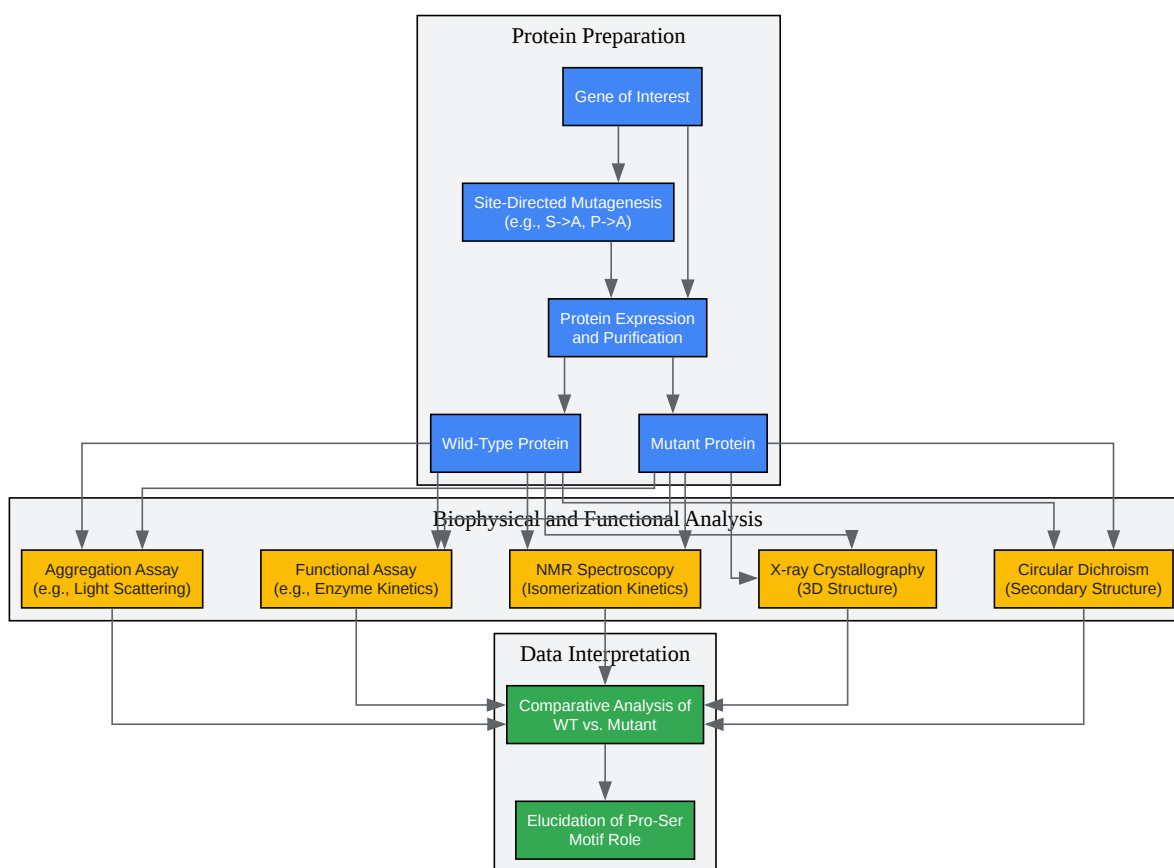 Protein Preparation
Gene of Interest
Site-Directed Mutagenesis
(e.g., S->A, P->A)
Protein Expression
and Purification
Wild-Type Protein
Mutant Protein
Biophysical and Functional Analysis
Aggregation Assay
(e.g., Light Scattering)
Functional Assay
(e.g., Enzyme Kinetics)
NMR Spectroscopy
(Isomerization Kinetics)
X-ray Crystallography
(3D Structure)
Circular Dichroism
(Secondary Structure)
Data Interpretation
Comparative Analysis of
WT vs. Mutant
Elucidation of Pro-Ser
Motif Role